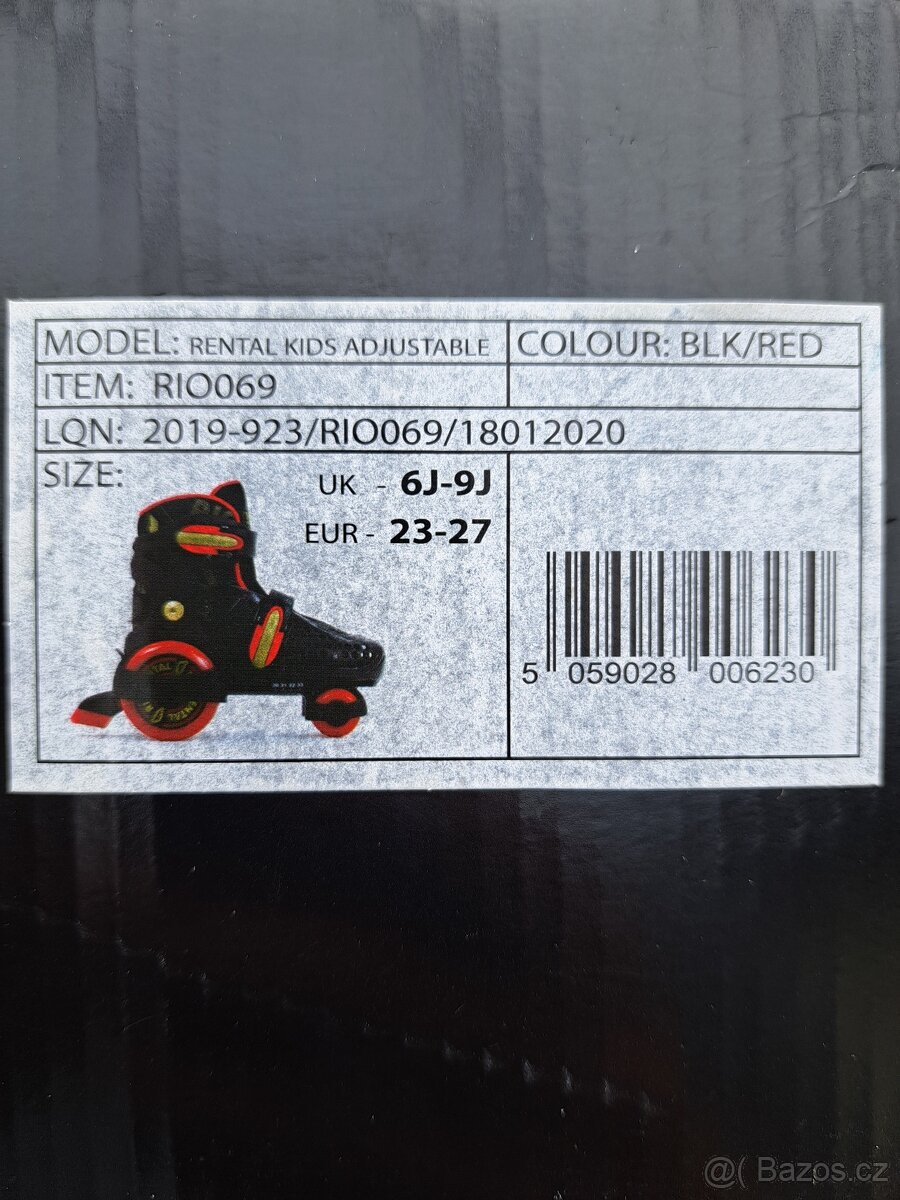 MODEL: RENTAL KIDS ADJUSTABLE COLOUR: BLK/RED
ITEM: RIO069
LQN: 2019-923/RIO069/18012020
SIZE:
UK - 6J-9J
EUR - 23-27
5 059028 006230
@( Bazos.cz